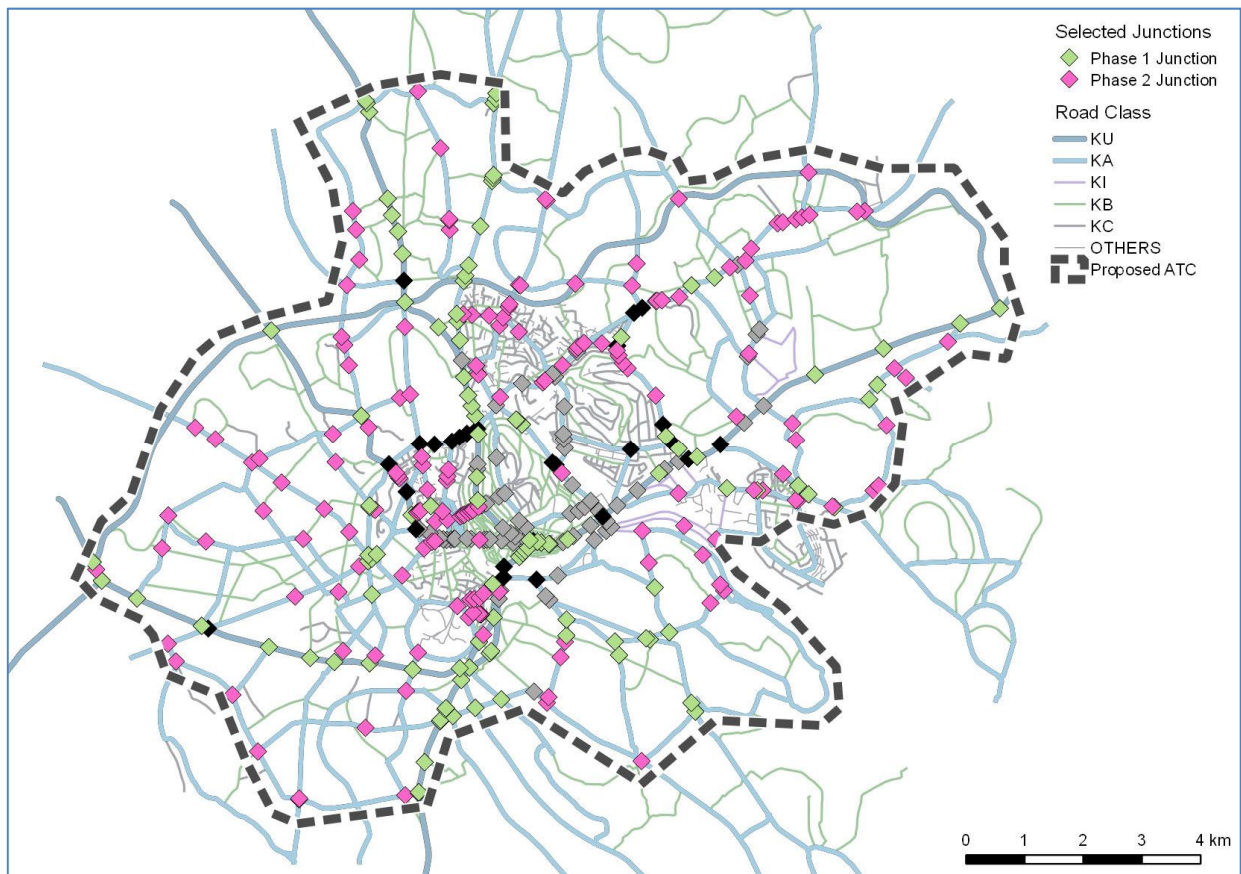 Selected Junctions
Phase 1 Junction
Phase 2 Junction
Road Class
KU
KA
KI
KB
KC
OTHERS
Proposed ATC
0 1 2 3 4 km